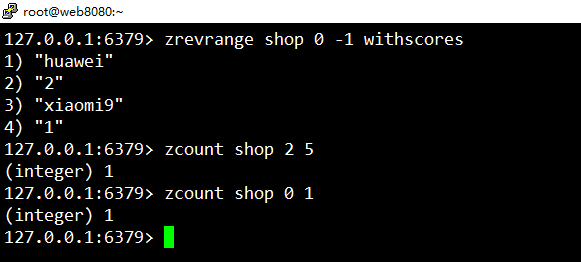 root@web8080:~
127.0.0.1:6379> zrevrange shop 0 -1 withscores
1) "huawei"
2) "2"
3) "xiaomi9"
4) "1"
127.0.0.1:6379> zcount shop 2 5
(integer) 1
127.0.0.1:6379> zcount shop 0 1
(integer) 1
127.0.0.1:6379>